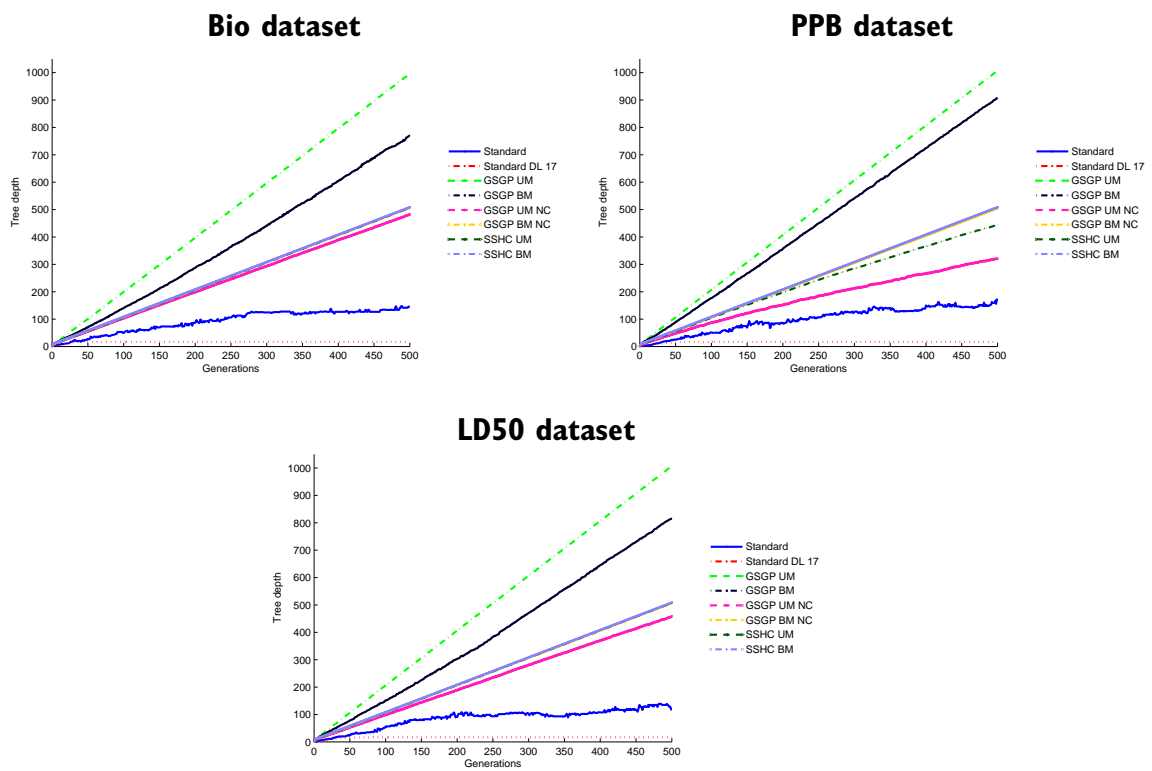 Bio dataset
PPB dataset
1000
900
800
700
600
500
400
300
200
100
0
Tree depth
0 50 100 150 200 250 300 350 400 450 500
Generations
Standard
Standard DL 17
GSGP UM
GSGP BM
GSGP UM NC
GSGP BM NC
SSHC UM
SSHC BM
1000
900
800
700
600
500
400
300
200
100
0
Tree depth
0 50 100 150 200 250 300 350 400 450 500
Generations
Standard
Standard DL 17
GSGP UM
GSGP BM
GSGP UM NC
GSGP BM NC
SSHC UM
SSHC BM
LD50 dataset
1000
900
800
700
600
500
400
300
200
100
0
Tree depth
0 50 100 150 200 250 300 350 400 450 500
Generations
Standard
Standard DL 17
GSGP UM
GSGP BM
GSGP UM NC
GSGP BM NC
SSHC UM
SSHC BM